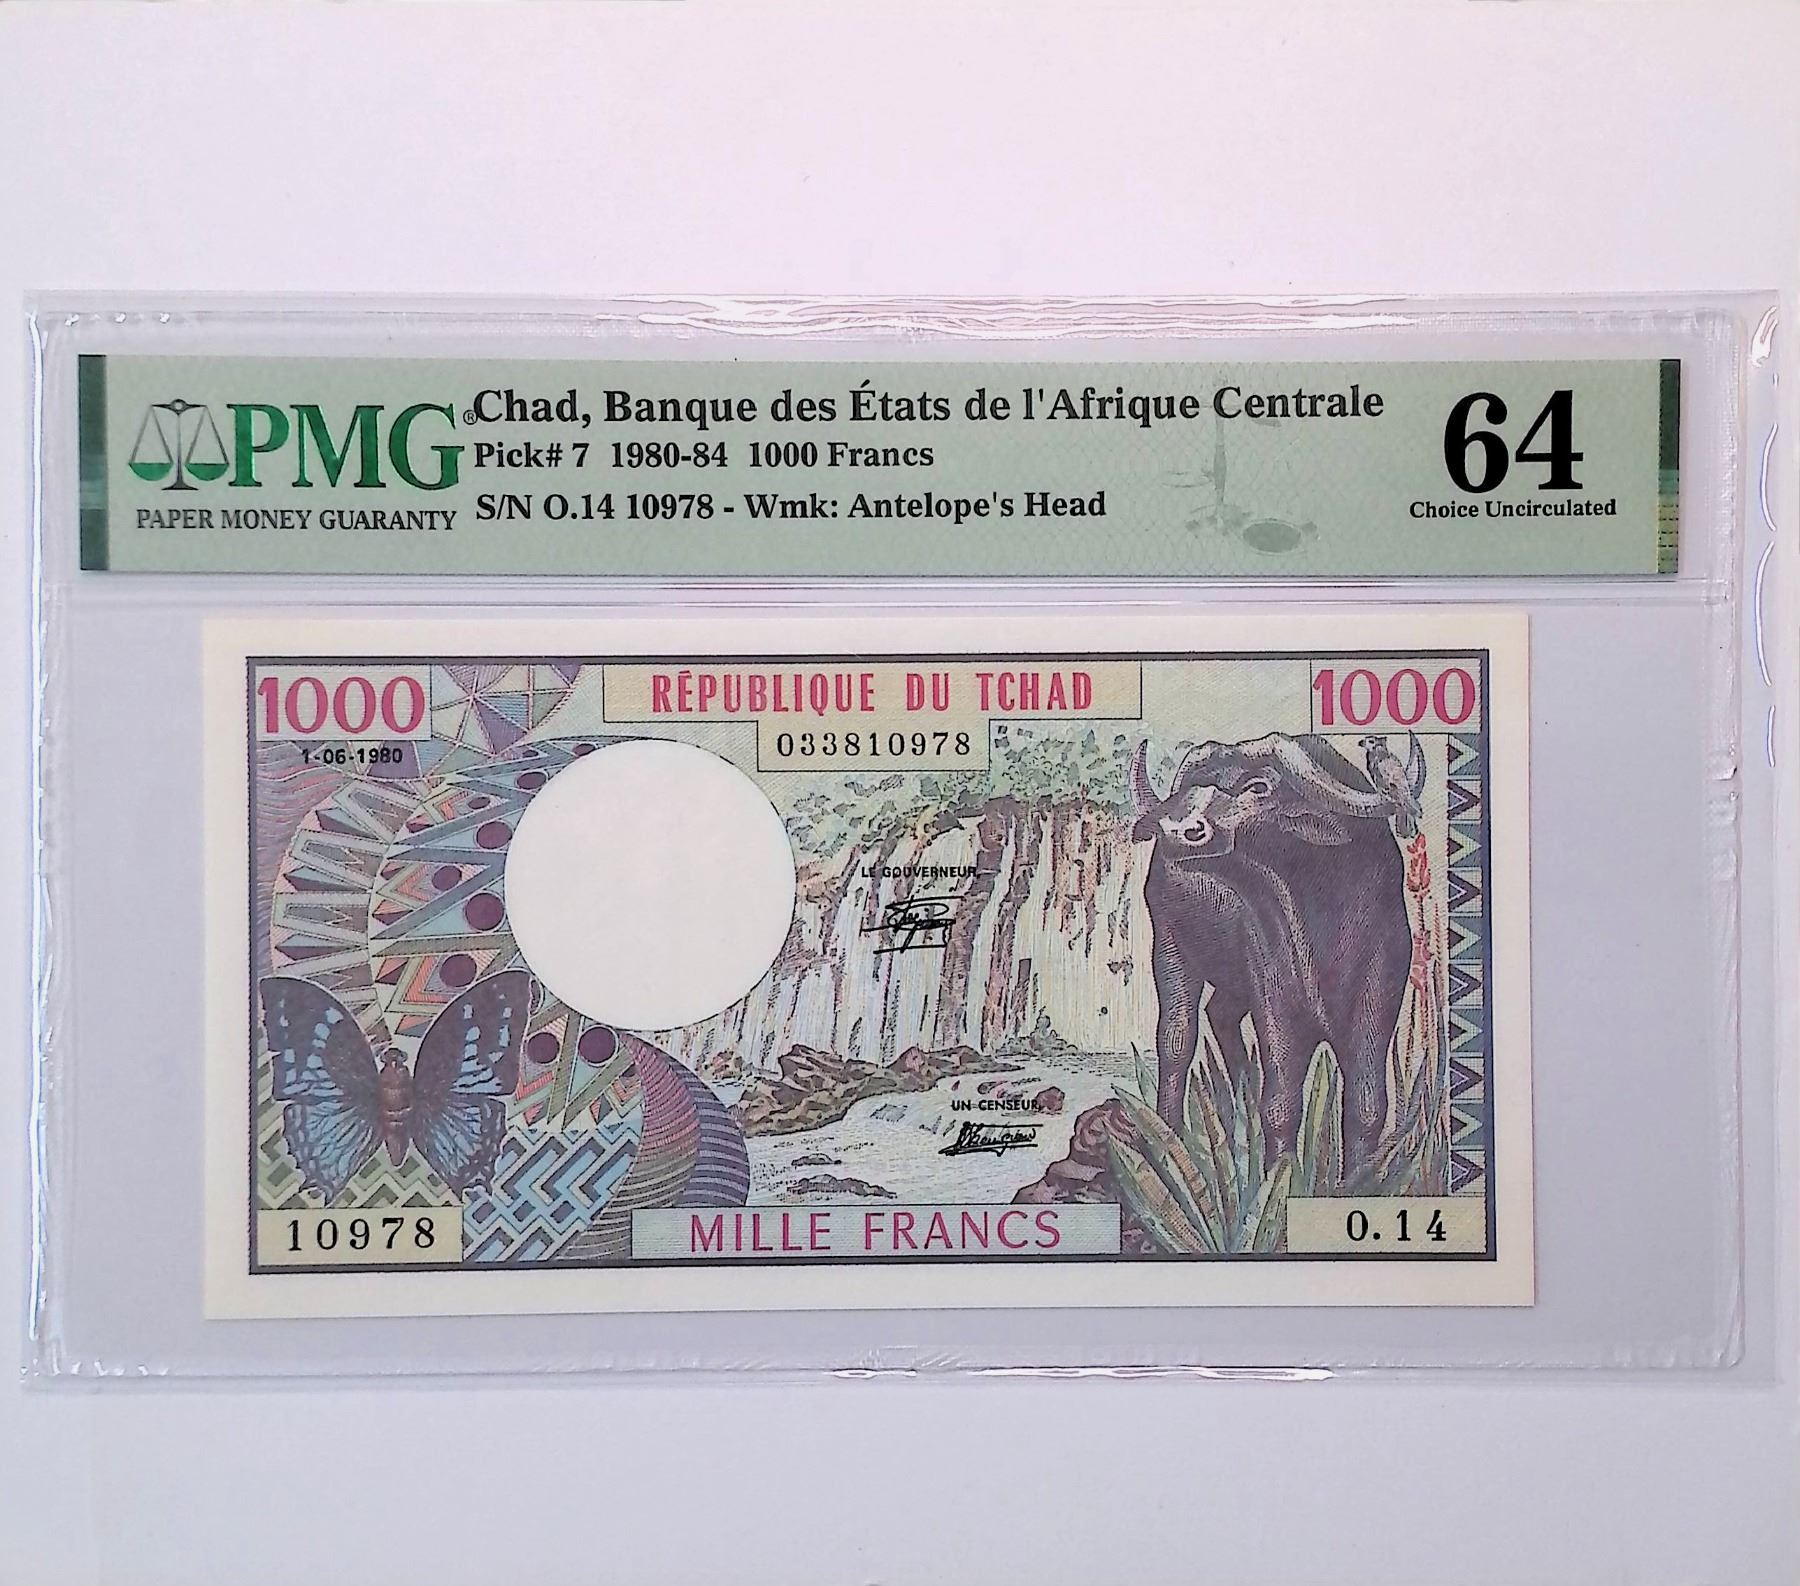 PMG®
PAPER MONEY GUARANTY
Chad, Banque des États de l'Afrique Centrale
Pick# 7 1980-84 1000 Francs
S/N O.14 10978 - Wmk: Antelope's Head
64
Choice Uncirculated
1000
RÉPUBLIQUE DU TCHAD
1000
1-06-1980
033810978
LE GOUVERNEUR,
UN CENSEUR,
10978
MILLE FRANCS
O.14